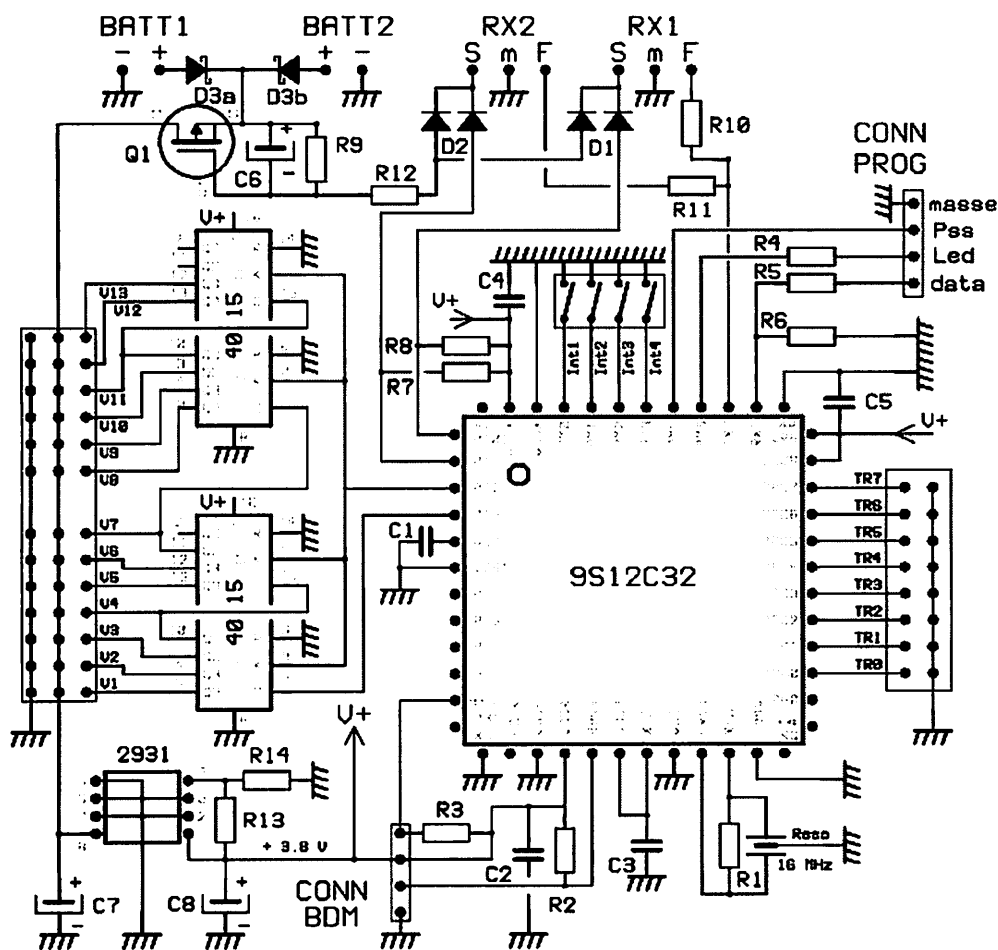 BATT1 BATT2 RX2 RX1
- + + - S m F S m F
D3a D3b
Q1 + - C6 R9 R12 D2 D1 R10 R11
CONN
PROG
masse
Pss
Led
data
R4
R5
R6
V+
40 15
V13
V12
V11
V10
V9
V8
C4
V+
R8
R7
Int1 Int2 Int3 Int4
C5
V+
V+
40 15
V7
V6
V5
V4
V3
V2
V1
C1
9S12C32
TR7
TR6
TR5
TR4
TR3
TR2
TR1
TR0
V+
2931
R14
R13
+ 3.8 V
R3
CONN
BDM
C2
R2
C3
R1
Reso
16 MHz
+ C7 -
+ C8 -